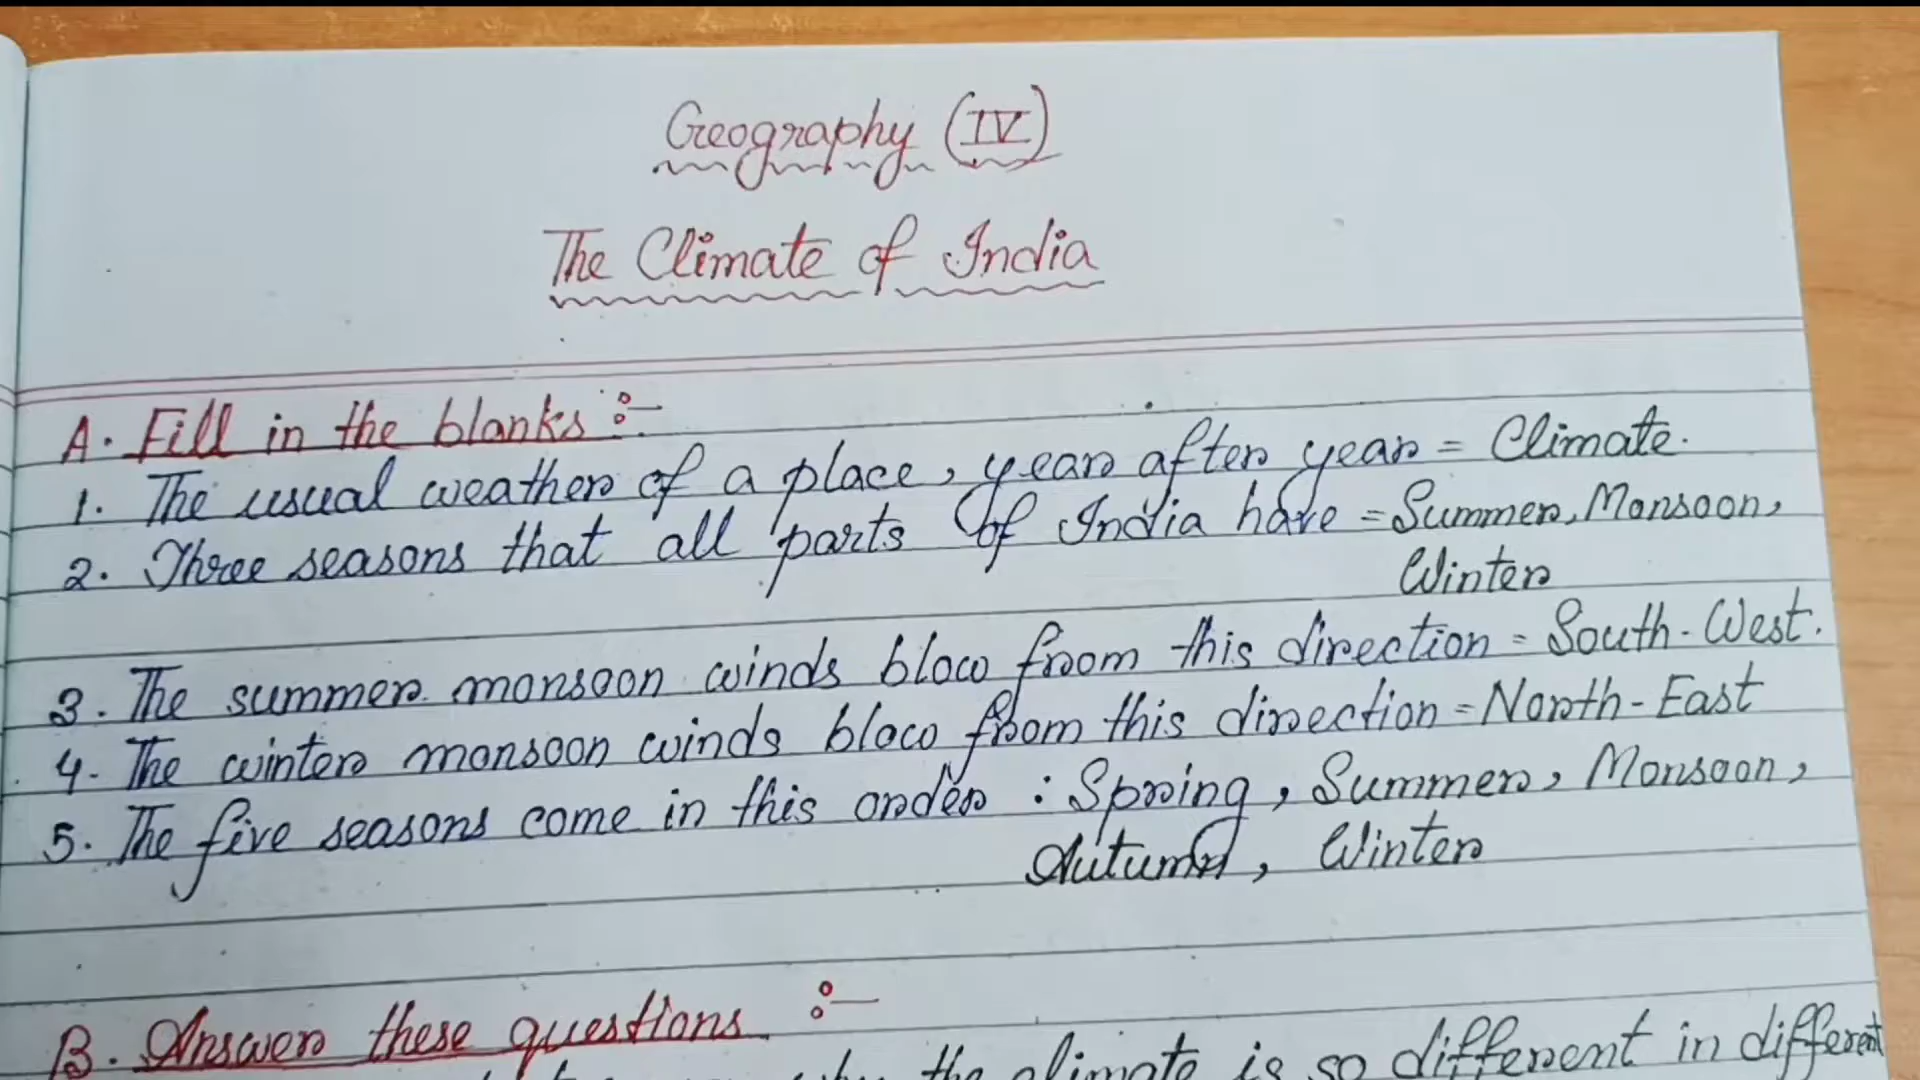 Geography (IV)
The Climate of India
A. Fill in the blanks :-
1. The usual weather of a place, year after year = Climate.
2. Three seasons that all parts of India have = Summer, Monsoon,
Winter
3. The summer monsoon winds blow from this direction = South-West.
4. The winter monsoon winds blow from this direction = North-East
5. The five seasons come in this order : Spring, Summer, Monsoon,
Autumn, Winter
B. Answer these questions :-
the climate is so different in different